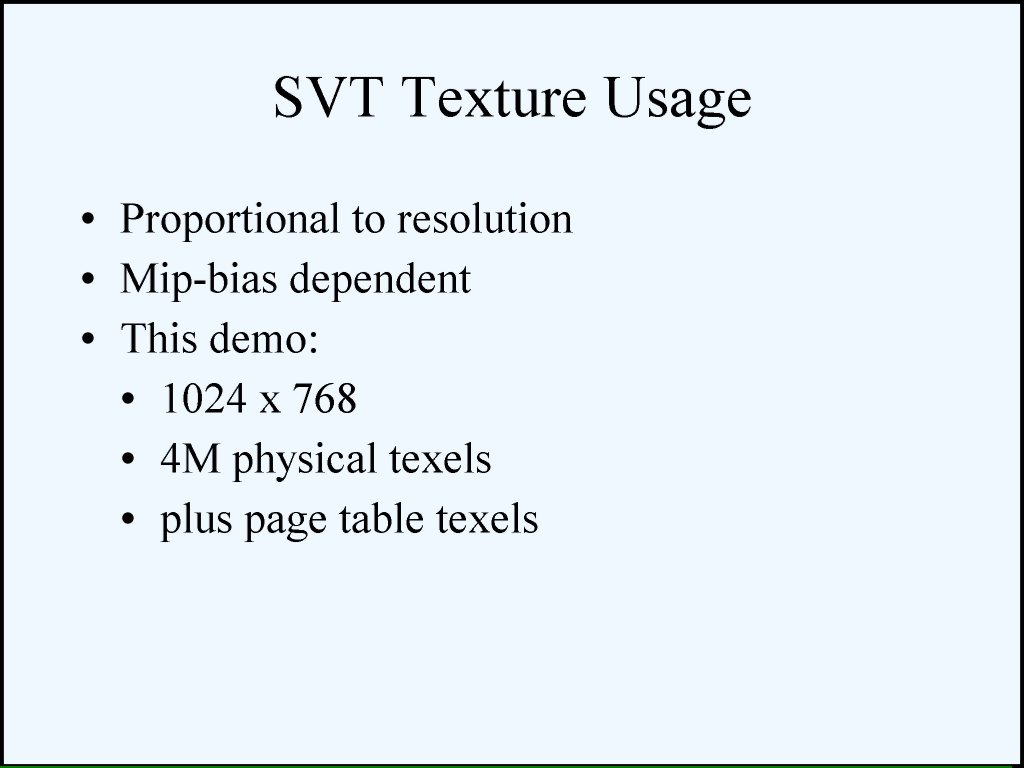 SVT Texture Usage
• Proportional to resolution
• Mip-bias dependent
• This demo:
• 1024 x 768
• 4M physical texels
• plus page table texels